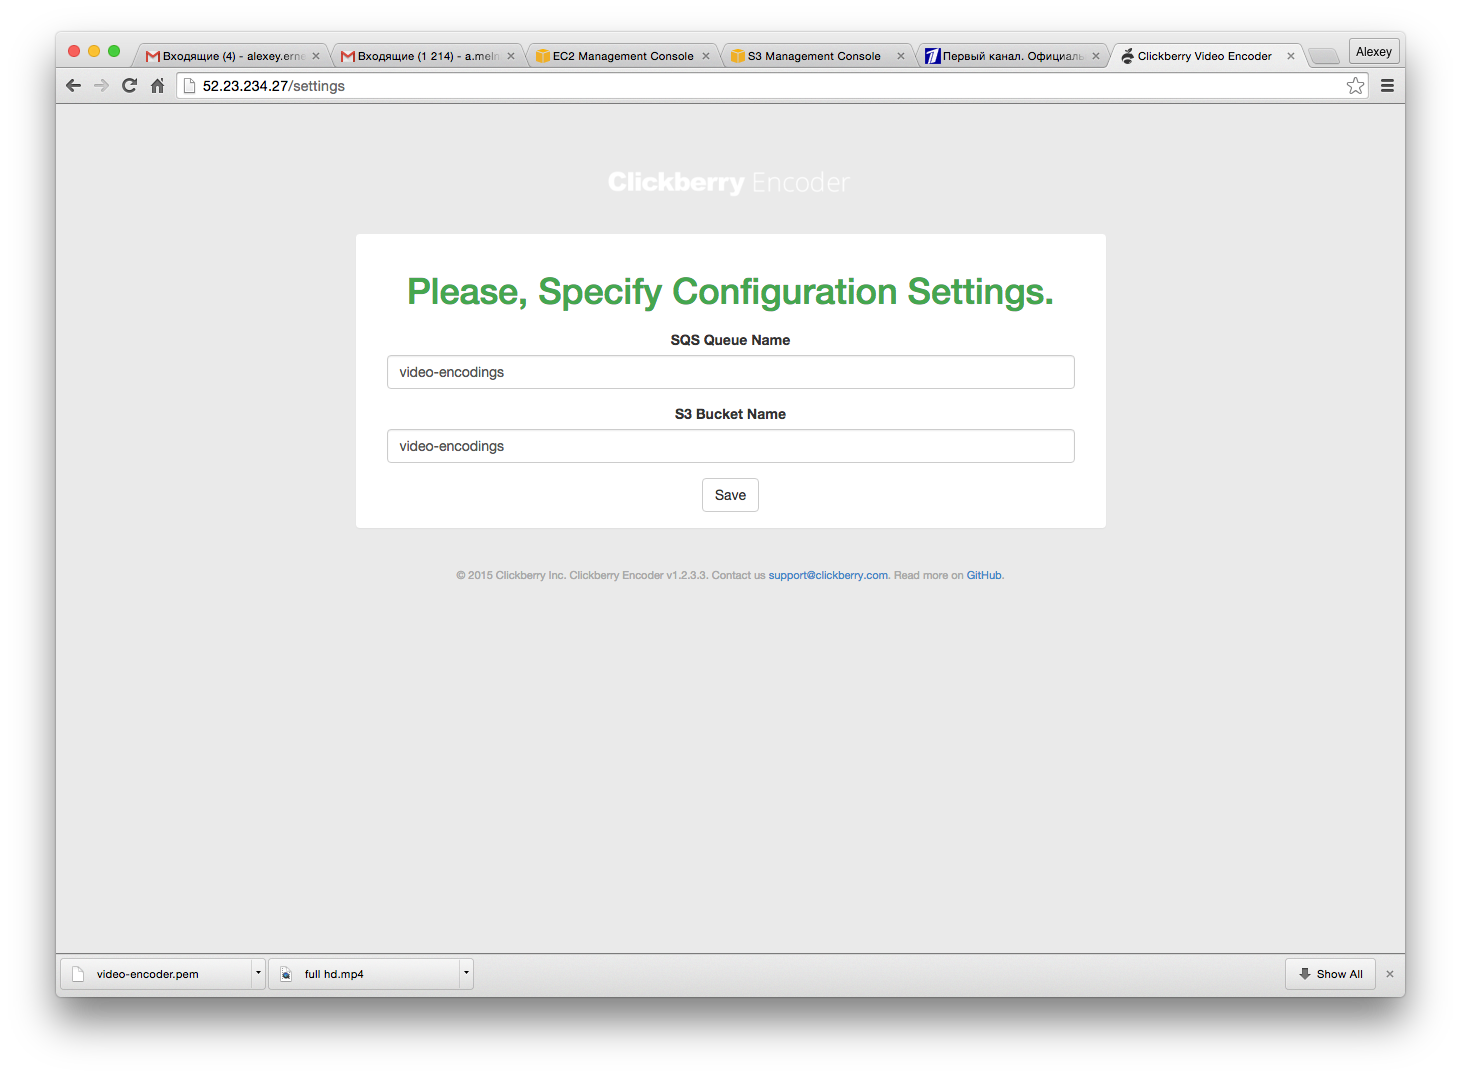 Входящие (4) - alexey.erne
Входящие (1 214) - a.meln
EC2 Management Console
S3 Management Console
Первый канал. Официаль
Clickberry Video Encoder
Alexey
52.23.234.27/settings
Clickberry Encoder
Please, Specify Configuration Settings.
SQS Queue Name
video-encodings
S3 Bucket Name
video-encodings
Save
© 2015 Clickberry Inc. Clickberry Encoder v1.2.3.3. Contact us support@clickberry.com. Read more on GitHub.
video-encoder.pem
full hd.mp4
Show All